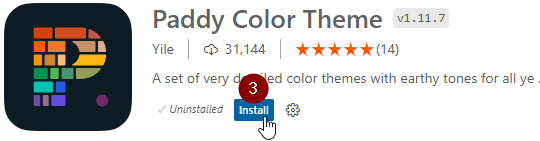 Paddy Color Theme v1.11.7
Yile 31,144 (14)
A set of very detailed color themes with earthy tones for all ye .
3
Uninstalled Install